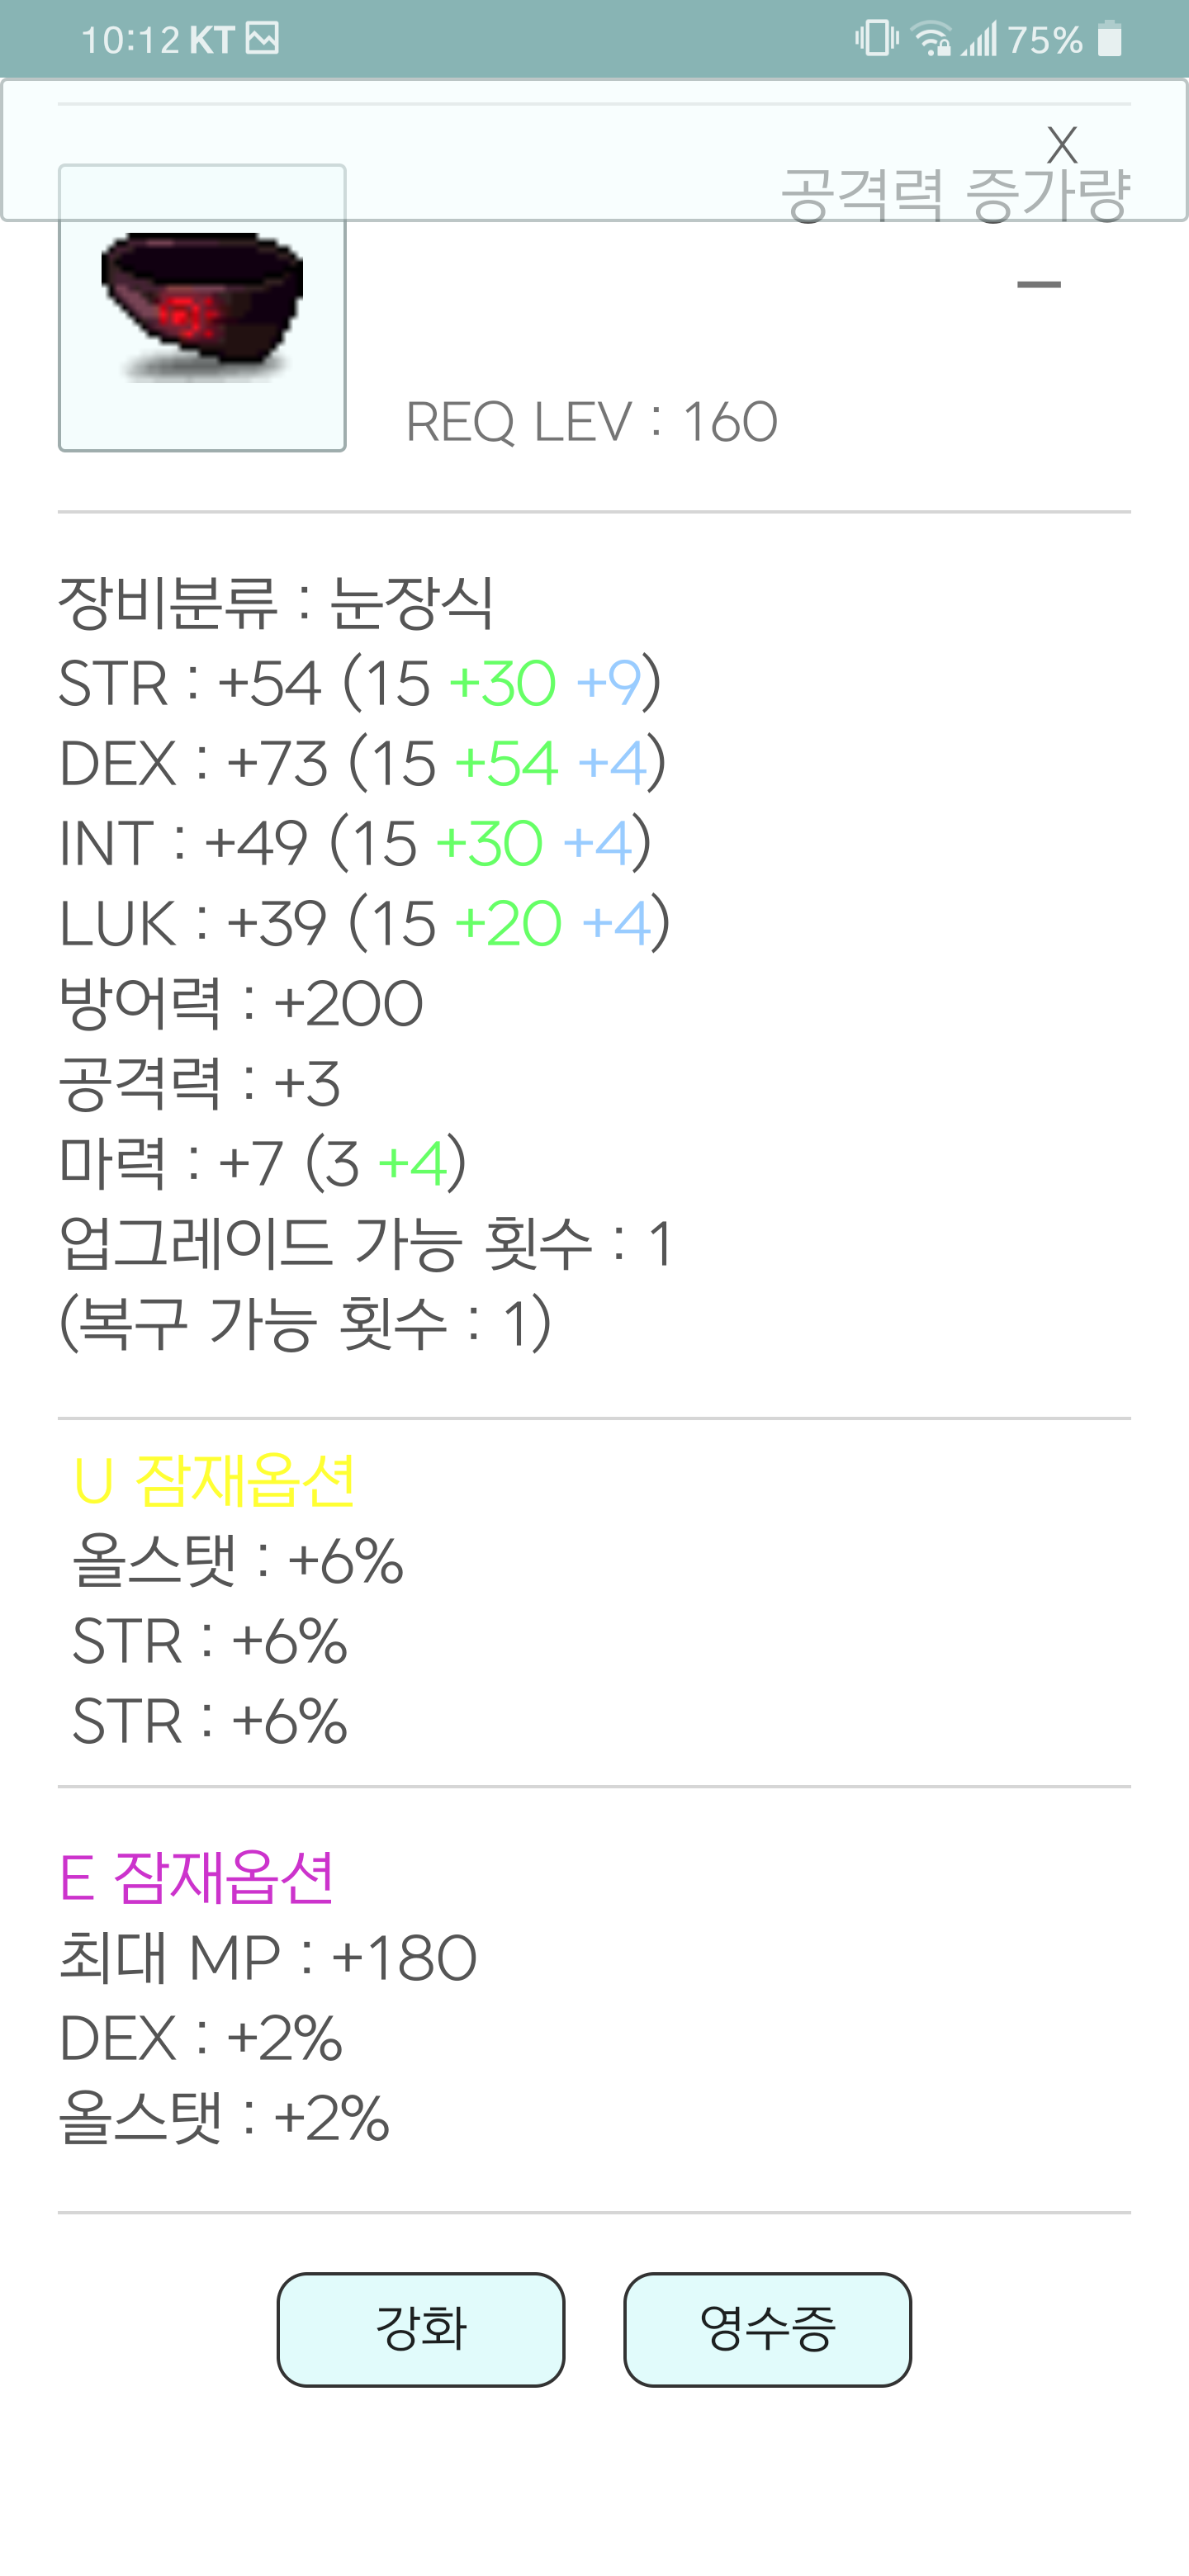 10:12 KT 75%
X
공격력 증가량
–
REQ LEV : 160
장비분류 : 눈장식
STR : +54 (15 +30 +9)
DEX : +73 (15 +54 +4)
INT : +49 (15 +30 +4)
LUK : +39 (15 +20 +4)
방어력 : +200
공격력 : +3
마력 : +7 (3 +4)
업그레이드 가능 횟수 : 1
(복구 가능 횟수 : 1)
U 잠재옵션
올스탯 : +6%
STR : +6%
STR : +6%
E 잠재옵션
최대 MP : +180
DEX : +2%
올스탯 : +2%
강화 영수증